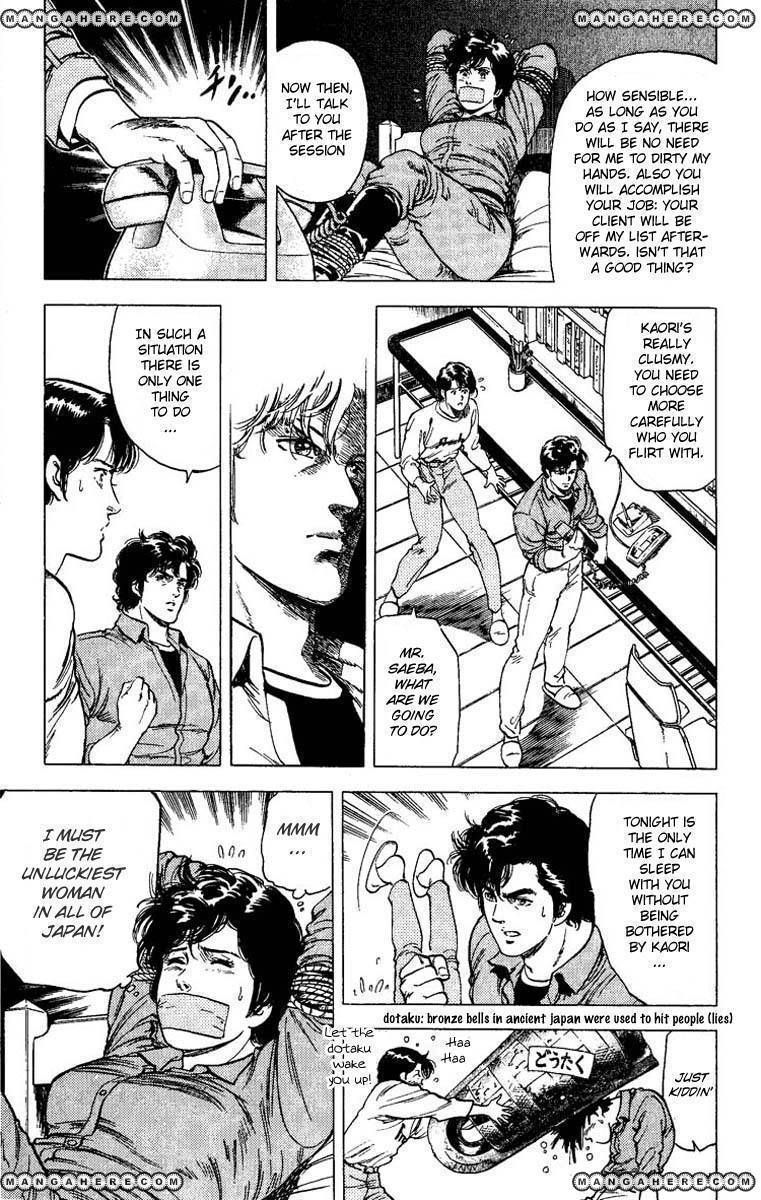 MANGAHERE.COM
MANGAHERE.COM
HOW SENSIBLE...
AS LONG AS YOU
DO AS I SAY, THERE
WILL BE NO NEED
FOR ME TO DIRTY MY
HANDS. ALSO YOU
WILL ACCOMPLISH
YOUR JOB: YOUR
CLIENT WILL BE
OFF MY LIST AFTER-
WARDS. ISN'T THAT
A GOOD THING?
NOW THEN,
I'LL TALK
TO YOU
AFTER THE
SESSION
チン
KAORI'S
REALLY
CLUSMY.
YOU NEED
TO CHOOSE
MORE
CAREFULLY
WHO YOU
FLIRT WITH.
MR.
SAEBA,
WHAT
ARE WE
GOING
TO DO?
IN SUCH A
SITUATION
THERE IS
ONLY ONE
THING
TO DO
...
TONIGHT IS
THE ONLY
TIME I CAN
SLEEP
WITH YOU
WITHOUT
BEING
BOTHERED
BY KAORI
...
dotaku: bronze bells in ancient japan were used to hit people (lies)
JUST
KIDDIN'
どうたく
Haa
Haa
Let the
dotaku
wake
you up!
MMM
...
I MUST
BE THE
UNLUCKIEST
WOMAN
IN ALL OF
JAPAN!
MANGAHERE.COM
MANGAHERE.COM